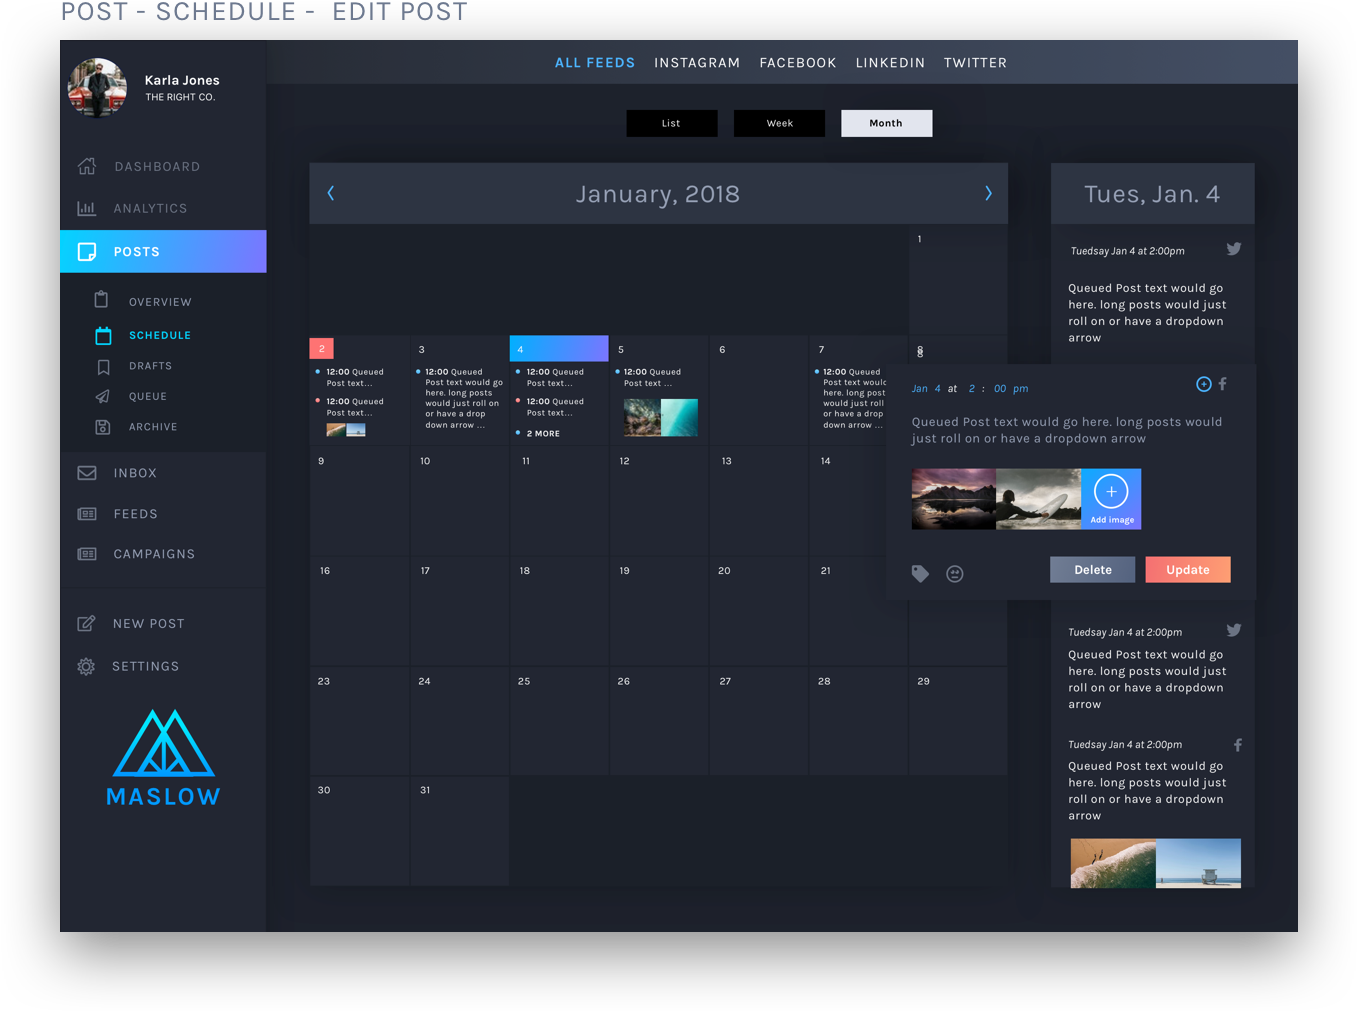 POST - SCHEDULE - EDIT POST
Karla Jones
THE RIGHT CO.
DASHBOARD
ANALYTICS
POSTS
OVERVIEW
SCHEDULE
DRAFTS
QUEUE
ARCHIVE
INBOX
FEEDS
CAMPAIGNS
NEW POST
SETTINGS
MASLOW
ALL FEEDS INSTAGRAM FACEBOOK LINKEDIN TWITTER
List Week Month
January, 2018
1
2
12:00 Queued
Post text...
12:00 Queued
Post text...
3
12:00 Queued
Post text would go
here. long posts
would just roll on
or have a drop
down arrow ...
4
12:00 Queued
Post text...
12:00 Queued
Post text...
2 MORE
5
12:00 Queued
Post text...
6
7
12:00 Queued
Post text would
here. long posts
would just roll
or have a drop
down arrow ...
8
8
9 10 11 12 13 14
16 17 18 19 20 21
23 24 25 26 27 28 29
30 31
Tues, Jan. 4
Tuedsay Jan 4 at 2:00pm
Queued Post text would go
here. long posts would just
roll on or have a dropdown
arrow
Jan 4 at 2 : 00 pm
Queued Post text would go here. long posts would
just roll on or have a dropdown arrow
Add image
Delete Update
Tuedsay Jan 4 at 2:00pm
Queued Post text would go
here. long posts would just
roll on or have a dropdown
arrow
Tuedsay Jan 4 at 2:00pm
Queued Post text would go
here. long posts would just
roll on or have a dropdown
arrow